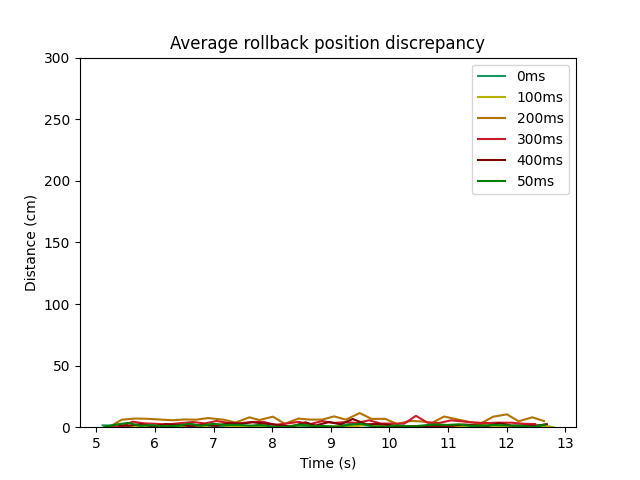 Average rollback position discrepancy
300
250
200
150
100
50
0
Distance (cm)
0ms
100ms
200ms
300ms
400ms
50ms
5 6 7 8 9 10 11 12 13
Time (s)